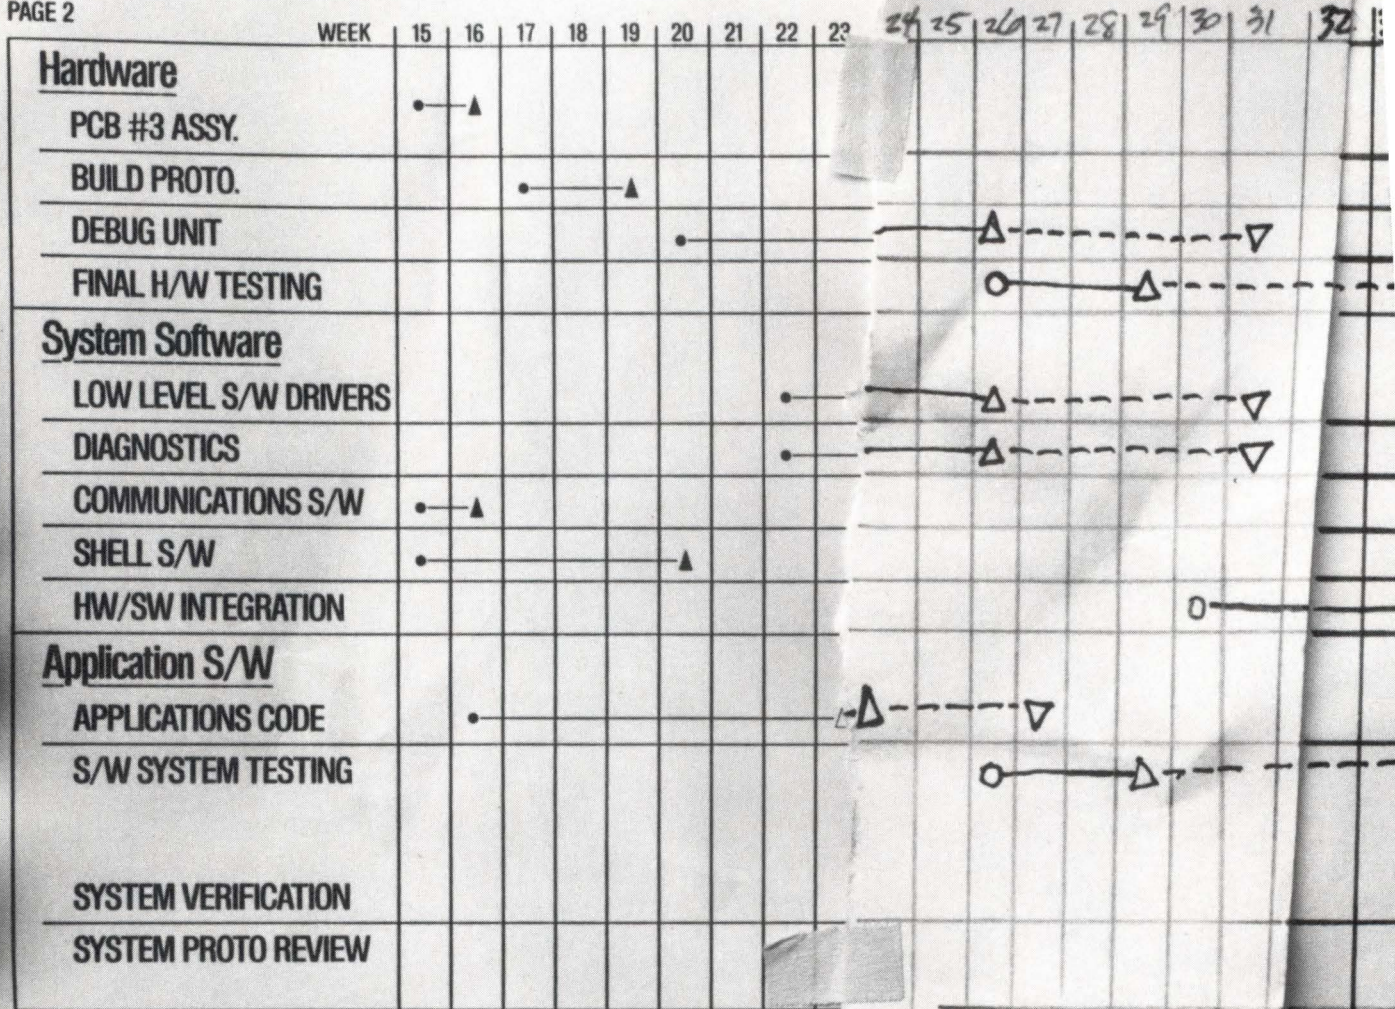 PAGE 2
WEEK 15 16 17 18 19 20 21 22 23 24 25 26 27 28 29 30 31 32
Hardware
PCB #3 ASSY.
BUILD PROTO.
DEBUG UNIT
FINAL H/W TESTING
System Software
LOW LEVEL S/W DRIVERS
DIAGNOSTICS
COMMUNICATIONS S/W
SHELL S/W
HW/SW INTEGRATION
Application S/W
APPLICATIONS CODE
S/W SYSTEM TESTING
SYSTEM VERIFICATION
SYSTEM PROTO REVIEW